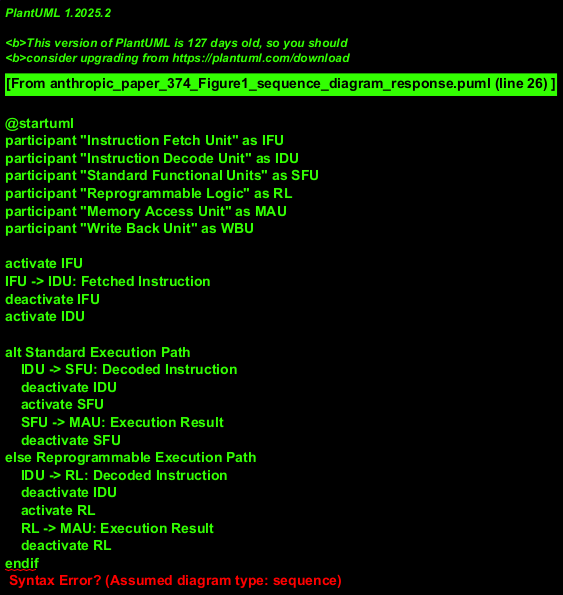 PlantUML 1.2025.2
<b>This version of PlantUML is 127 days old, so you should
<b>consider upgrading from https://plantuml.com/download
[From anthropic_paper_374_Figure1_sequence_diagram_response.puml (line 26) ]
@startuml
participant "Instruction Fetch Unit" as IFU
participant "Instruction Decode Unit" as IDU
participant "Standard Functional Units" as SFU
participant "Reprogrammable Logic" as RL
participant "Memory Access Unit" as MAU
participant "Write Back Unit" as WBU
activate IFU
IFU -> IDU: Fetched Instruction
deactivate IFU
activate IDU
alt Standard Execution Path
IDU -> SFU: Decoded Instruction
deactivate IDU
activate SFU
SFU -> MAU: Execution Result
deactivate SFU
else Reprogrammable Execution Path
IDU -> RL: Decoded Instruction
deactivate IDU
activate RL
RL -> MAU: Execution Result
deactivate RL
endif
Syntax Error? (Assumed diagram type: sequence)